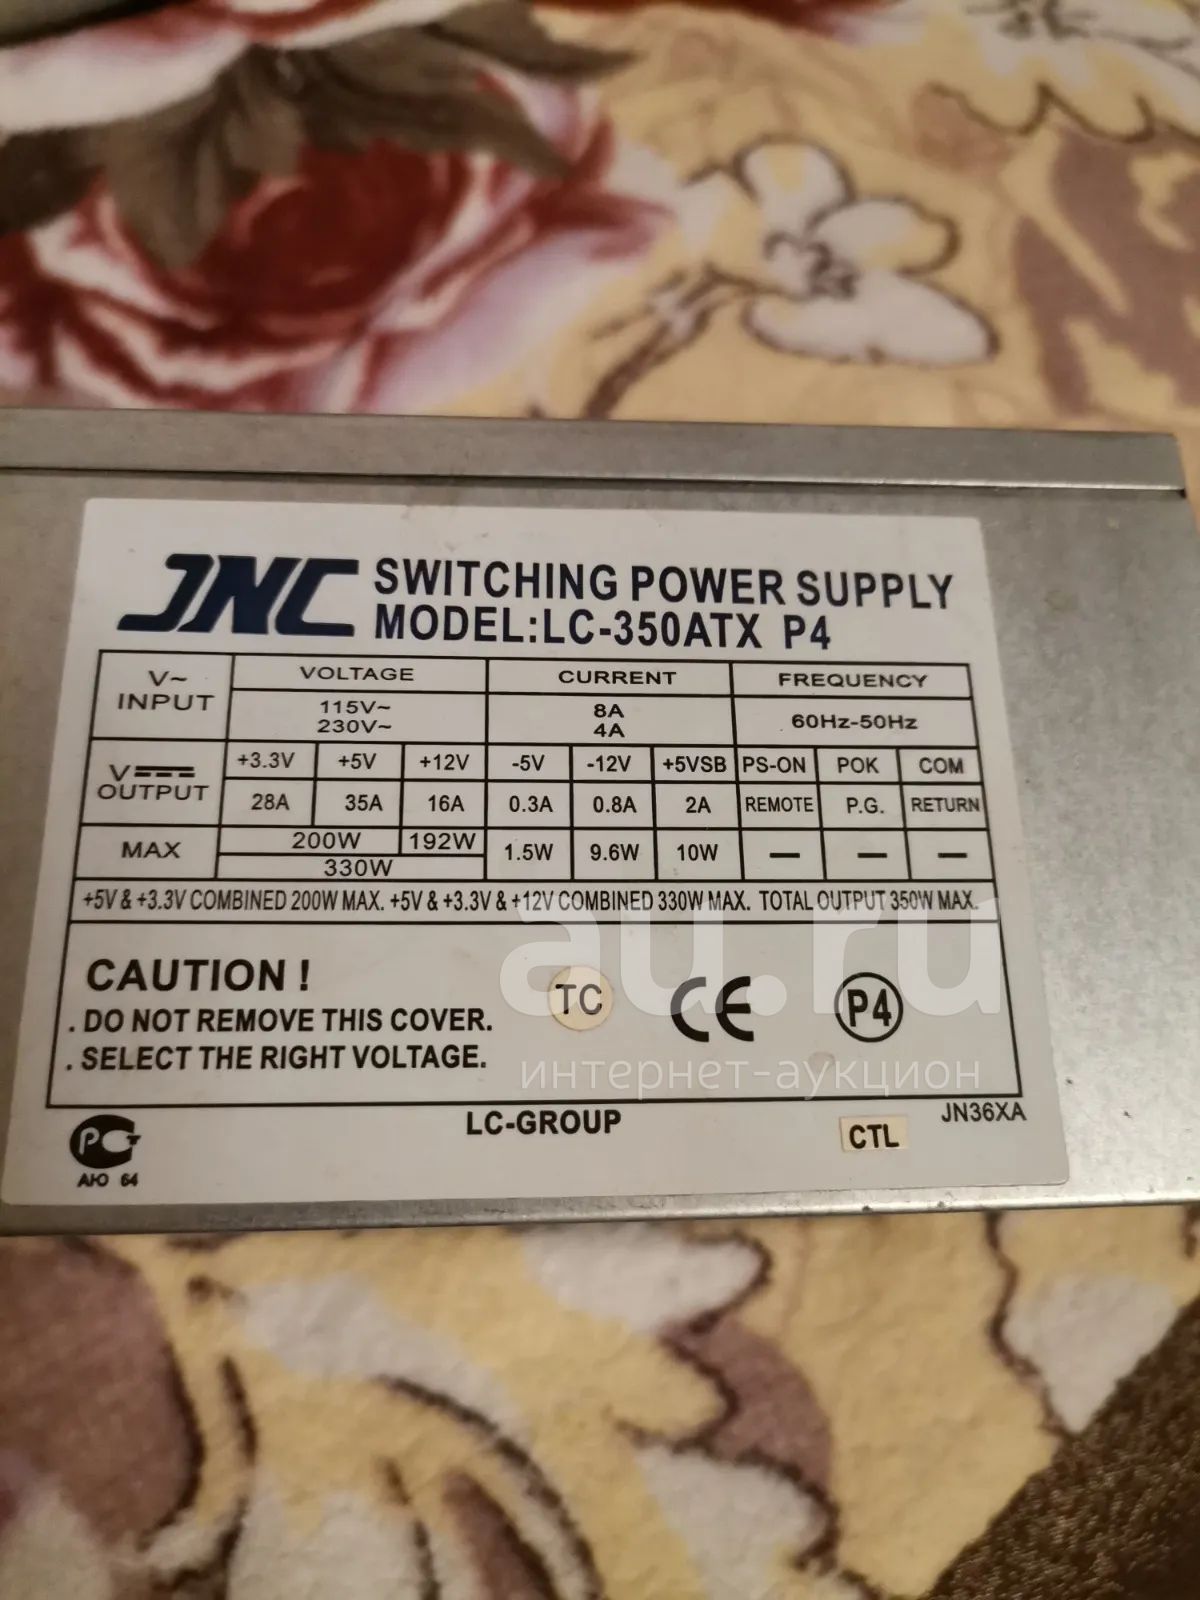 JNC SWITCHING POWER SUPPLY
MODEL:LC-350ATX P4
V~ INPUT VOLTAGE CURRENT FREQUENCY
115V~ 8A 60Hz-50Hz
230V~ 4A
V OUTPUT +3.3V +5V +12V -5V -12V +5VSB PS-ON POK COM
28A 35A 16A 0.3A 0.8A 2A REMOTE P.G. RETURN
MAX 200W 192W 1.5W 9.6W 10W — — —
330W
+5V & +3.3V COMBINED 200W MAX. +5V & +3.3V & +12V COMBINED 330W MAX. TOTAL OUTPUT 350W MAX.
au.ru
интернет-аукцион
CAUTION !
. DO NOT REMOVE THIS COVER.
. SELECT THE RIGHT VOLTAGE.
TC CE P4
LC-GROUP
JN36XA
CTL
РСТ
АЮ 64